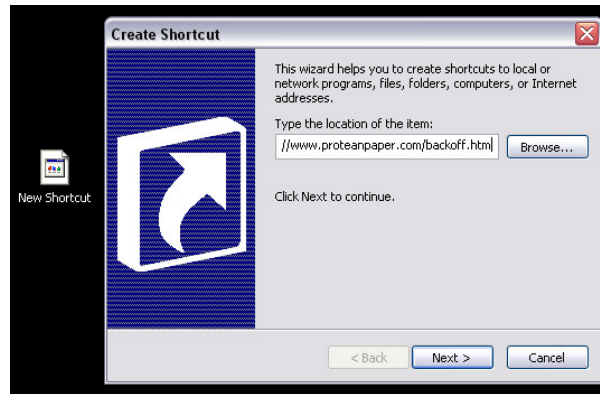 Create Shortcut
This wizard helps you to create shortcuts to local or
network programs, files, folders, computers, or Internet
addresses.
Type the location of the item:
//www.proteanpaper.com/backoff.htm
Browse...
New Shortcut
Click Next to continue.
< Back
Next >
Cancel